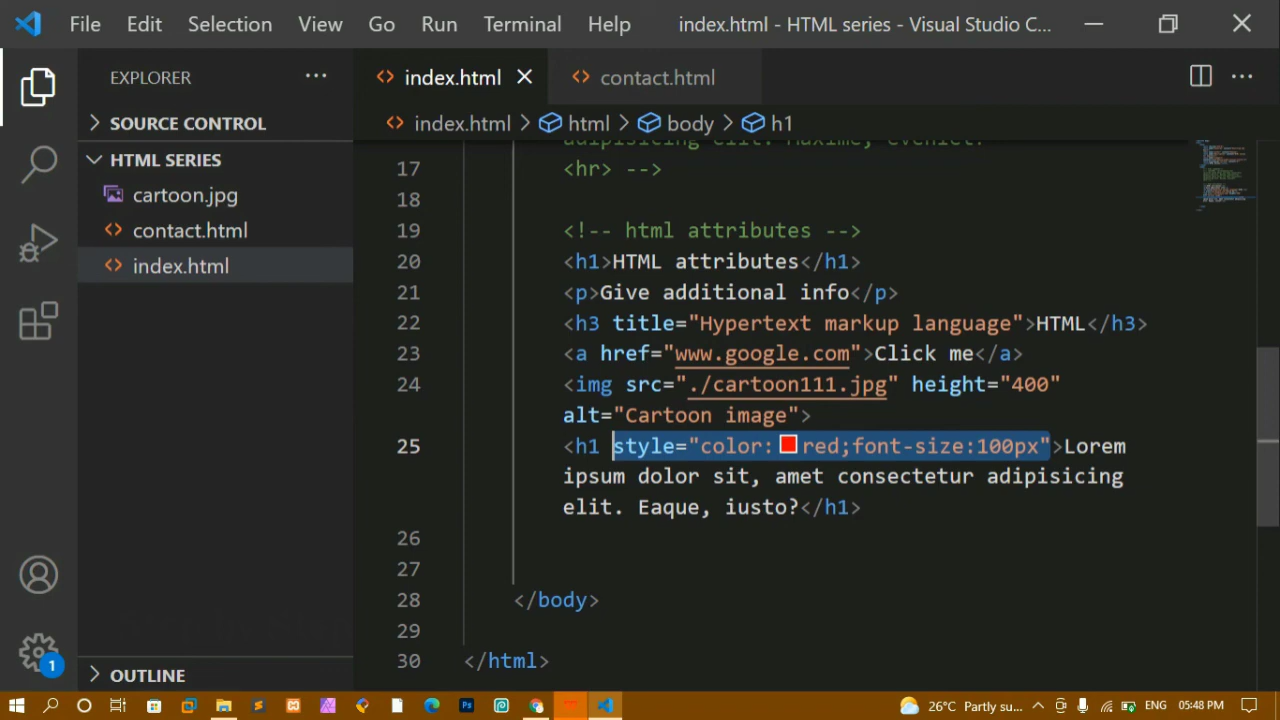 File Edit Selection View Go Run Terminal Help index.html - HTML series - Visual Studio C...
EXPLORER ...
index.html contact.html ...
SOURCE CONTROL
index.html > html > body > h1
HTML SERIES
cartoon.jpg
contact.html
index.html
17 <hr> -->
18
19 <!-- html attributes -->
20 <h1>HTML attributes</h1>
21 <p>Give additional info</p>
22 <h3 title="Hypertext markup language">HTML</h3>
23 <a href="www.google.com">Click me</a>
24 <img src="./cartoon111.jpg" height="400"
alt="Cartoon image">
25 <h1 style="color:red;font-size:100px">Lorem
ipsum dolor sit, amet consectetur adipisicing
elit. Eaque, iusto?</h1>
26
27
28 </body>
29
30 </html>
1
OUTLINE
26°C Partly su... ENG 05:48 PM